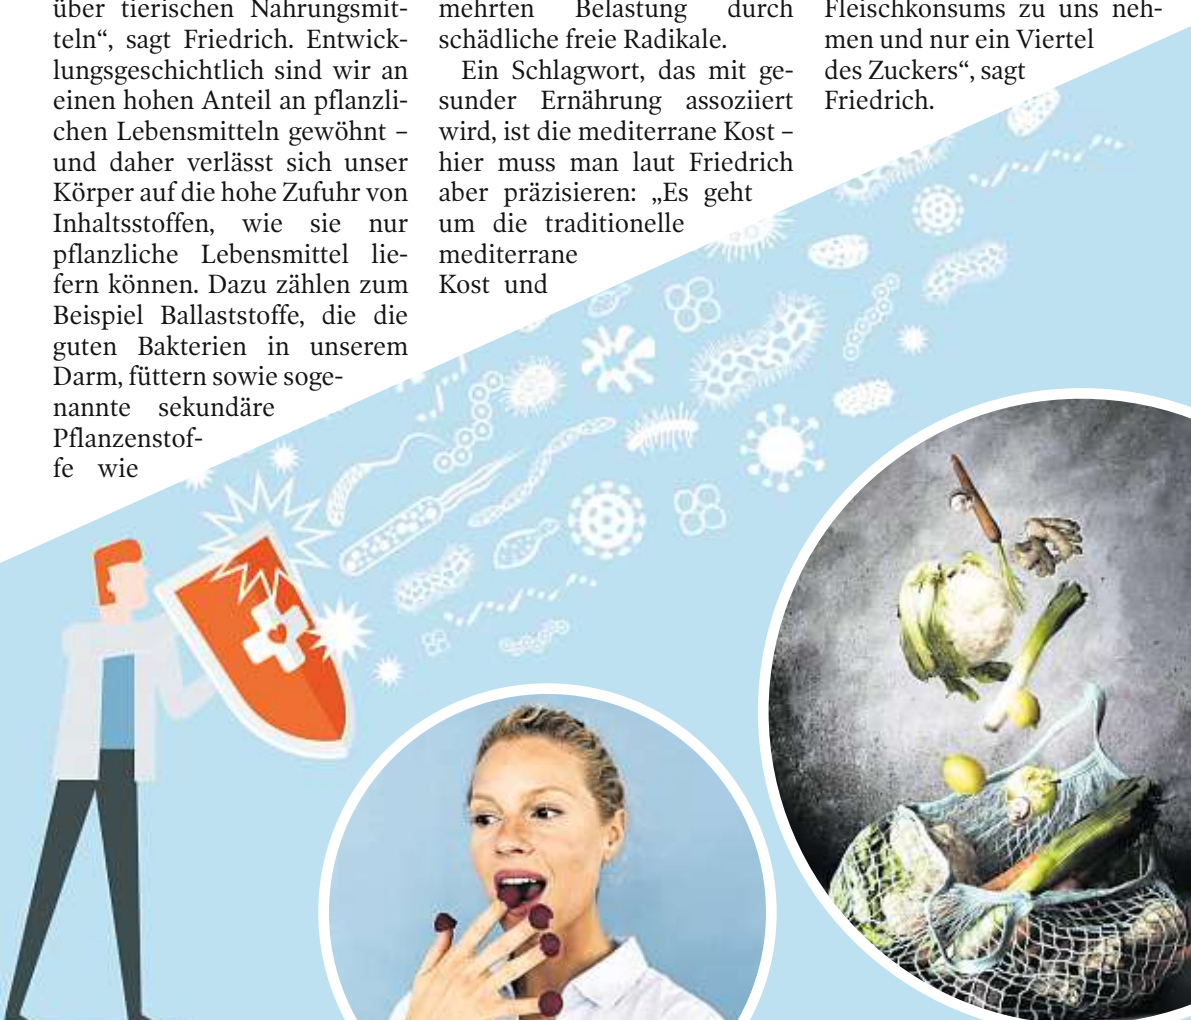 über tierischen Nahrungsmit-
teln“, sagt Friedrich. Entwick-
lungsgeschichtlich sind wir an
einen hohen Anteil an pflanzli-
chen Lebensmitteln gewöhnt –
und daher verlässt sich unser
Körper auf die hohe Zufuhr von
Inhaltsstoffen, wie sie nur
pflanzliche Lebensmittel lie-
fern können. Dazu zählen zum
Beispiel Ballaststoffe, die die
guten Bakterien in unserem
Darm, füttern sowie soge-
nannte sekundäre
Pflanzenstof-
fe wie
mehrten Belastung durch
schädliche freie Radikale.
Ein Schlagwort, das mit ge-
sunder Ernährung assoziiert
wird, ist die mediterrane Kost –
hier muss man laut Friedrich
aber präzisieren: „Es geht
um die traditionelle
mediterrane
Kost und
Fleischkonsums zu uns neh-
men und nur ein Viertel
des Zuckers“, sagt
Friedrich.